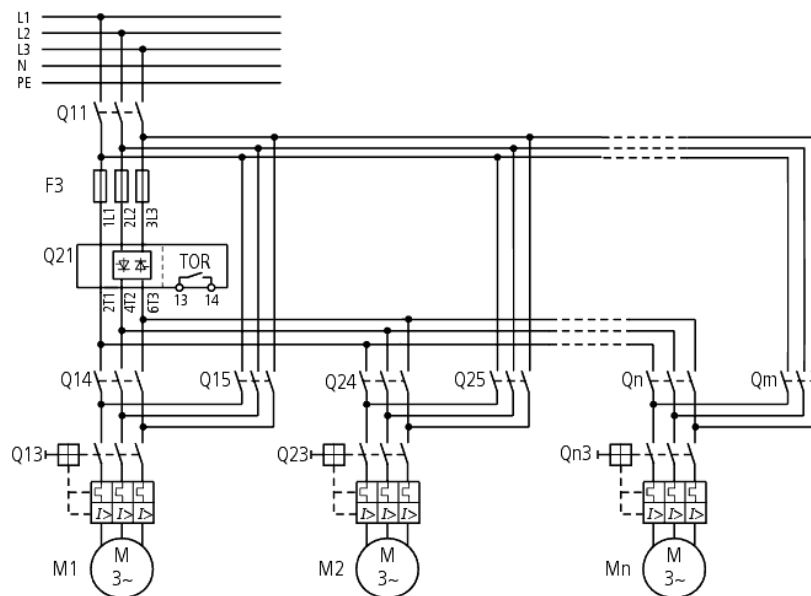 L1
L2
L3
N
PE
Q11
F3
1L1
2L2
3L3
Q21
TOR
13
14
2T1
4T2
6T3
Q14
Q15
Q24
Q25
Qn
Qm
Q13
Q23
Qn3
I> I> I>
I> I> I>
I> I> I>
M1
M
3~
M2
M
3~
Mn
M
3~